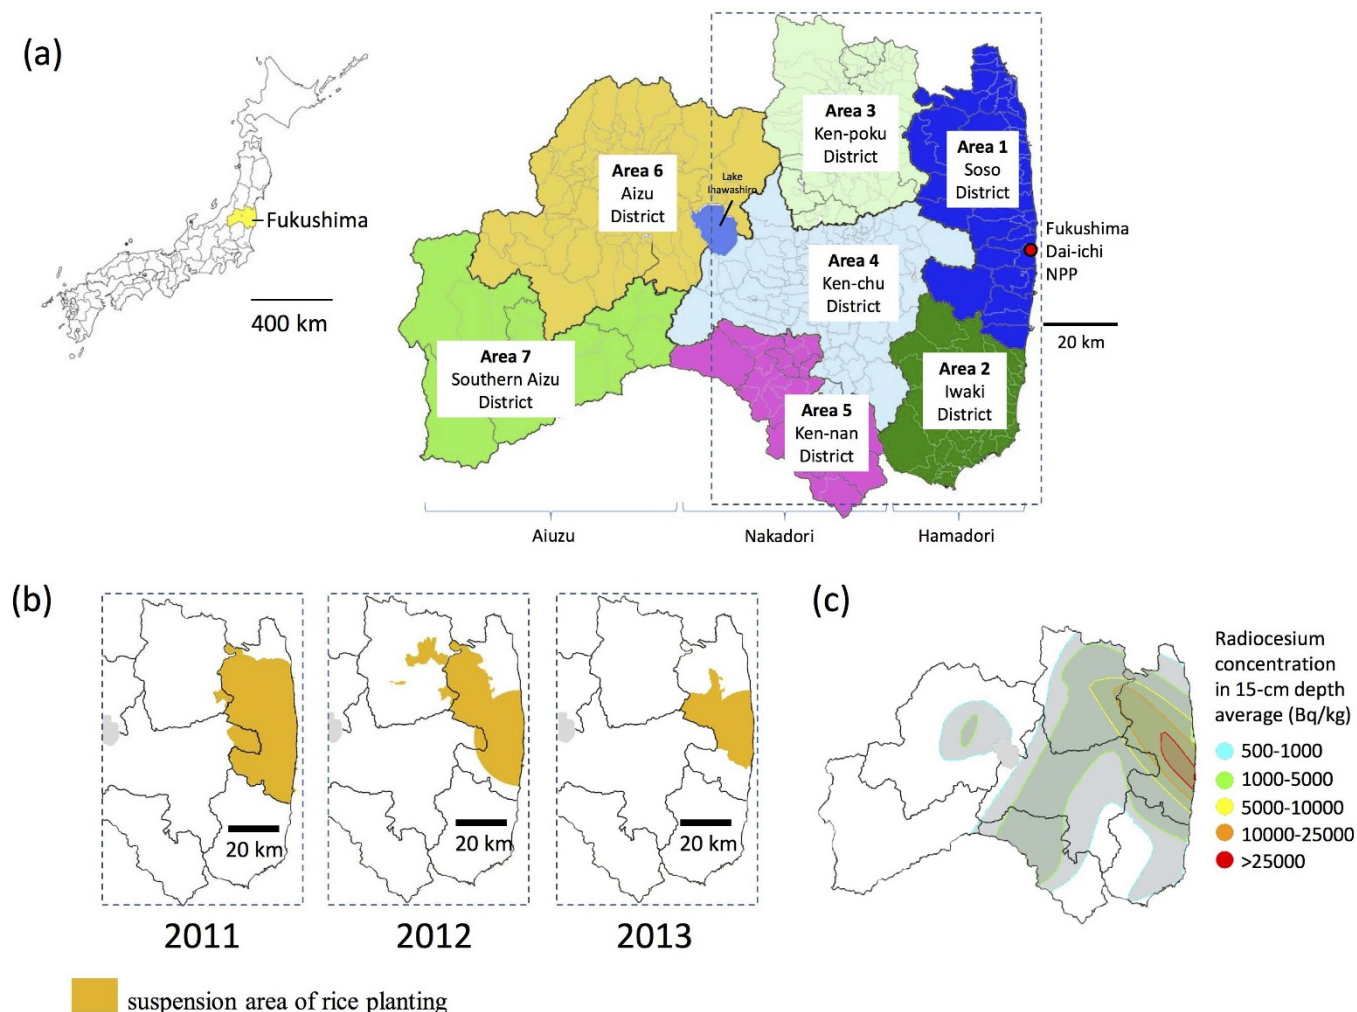 (a)
Fukushima
400 km
Area 6
Aizu
District
Lake
Ihawashiro
Area 3
Ken-poku
District
Area 1
Soso
District
Fukushima
Dai-ichi
NPP
Area 4
Ken-chu
District
20 km
Area 7
Southern Aizu
District
Area 2
Iwaki
District
Area 5
Ken-nan
District
Aiuzu
Nakadori
Hamadori
(b)
20 km
20 km
20 km
2011
2012
2013
suspension area of rice planting
(c)
Radiocesium
concentration
in 15-cm depth
average (Bq/kg)
500-1000
1000-5000
5000-10000
10000-25000
>25000